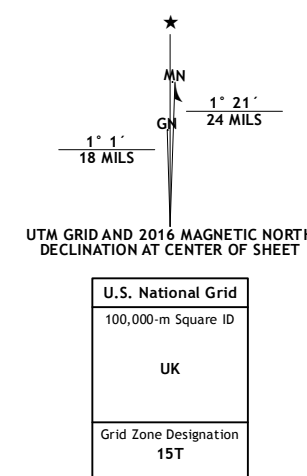 ★
MN
GN
1° 21´
24 MILS
1° 1´
18 MILS
UTM GRID AND 2016 MAGNETIC NORTH
DECLINATION AT CENTER OF SHEET
U.S. National Grid
100,000-m Square ID
UK
Grid Zone Designation
15T